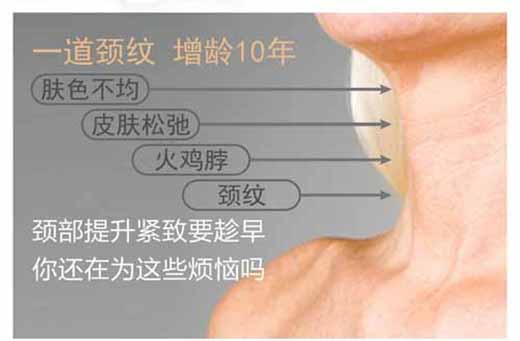 一道颈纹 增龄10年
肤色不均
皮肤松弛
火鸡脖
颈纹
颈部提升紧致要趁早
你还在为这些烦恼吗